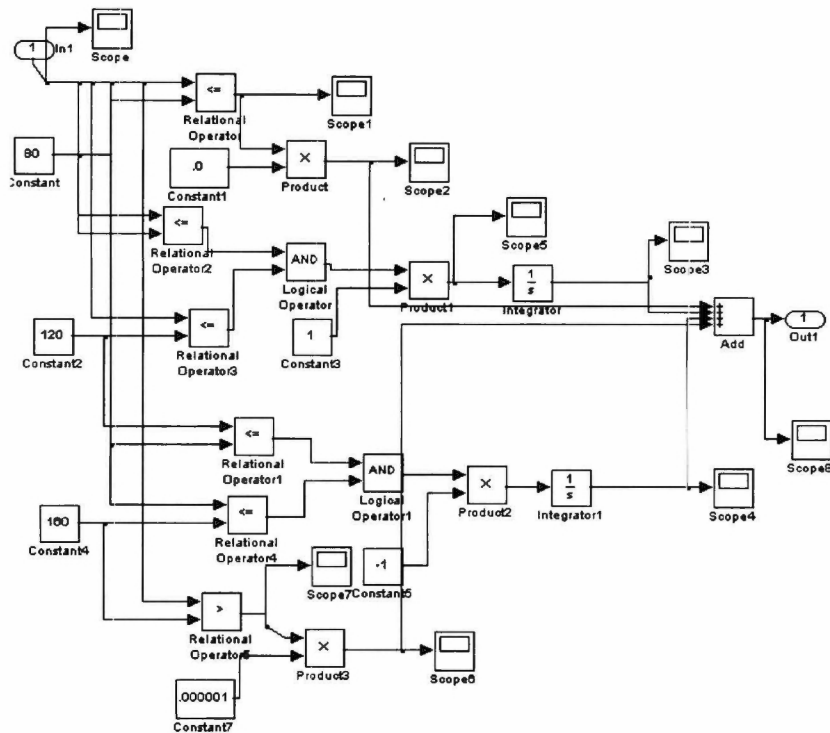 1
In1
Scope
<=
Relational
Operator
Scope1
80
Constant
.0
Constant1
×
Product
Scope2
<=
Relational
Operator2
AND
Logical
Operator
×
Product1
Scope5
1
s
Integrator
Scope3
120
Constant2
<=
Relational
Operator3
1
Constant3
+
+
+
+
Add
1
Out1
<=
Relational
Operator1
AND
Logical
Operator1
×
Product2
1
s
Integrator1
Scope4
Scope8
160
Constant4
<=
Relational
Operator4
-1
Constant5
Scope7
>
Relational
×
Product3
Scope6
.000001
Constant7